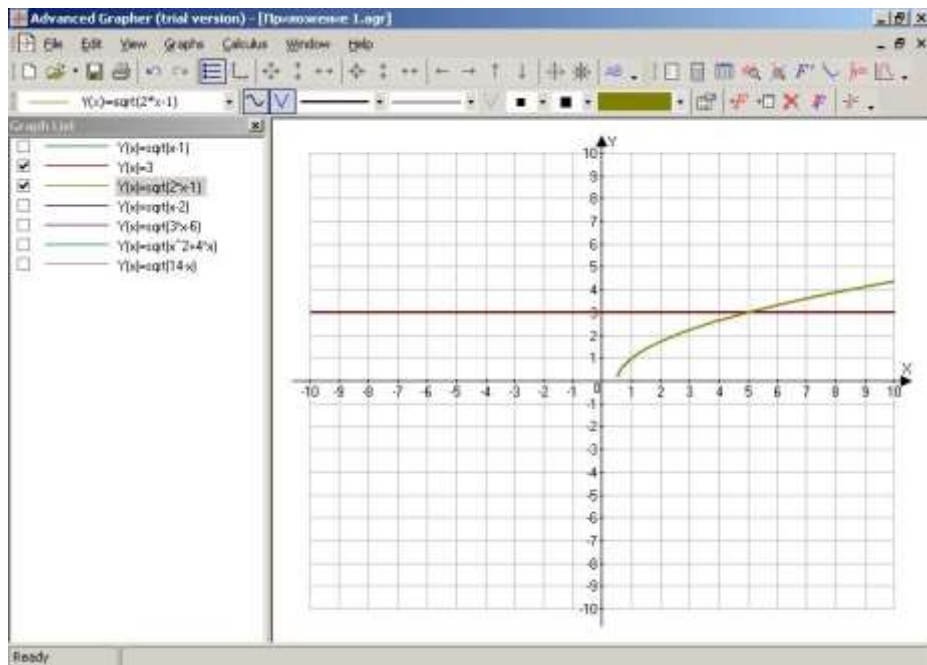 Advanced Grapher (trial version) - [Приложение 1.agr]
File Edit View Graphs Calculus Window Help
Y(x)=sqrt(2*x-1)
Graph List
Y(x)=sqrt(x-1)
Y(x)=3
Y(x)=sqrt(2*x-1)
Y(x)=sqrt(x-2)
Y(x)=sqrt(3*x-6)
Y(x)=sqrt(x^2+4*x)
Y(x)=sqrt(14-x)
Y
10
9
8
7
6
5
4
3
2
1
X
-10 -9 -8 -7 -6 -5 -4 -3 -2 -1 0 1 2 3 4 5 6 7 8 9 10
-1
-2
-3
-4
-5
-6
-7
-8
-9
-10
Ready